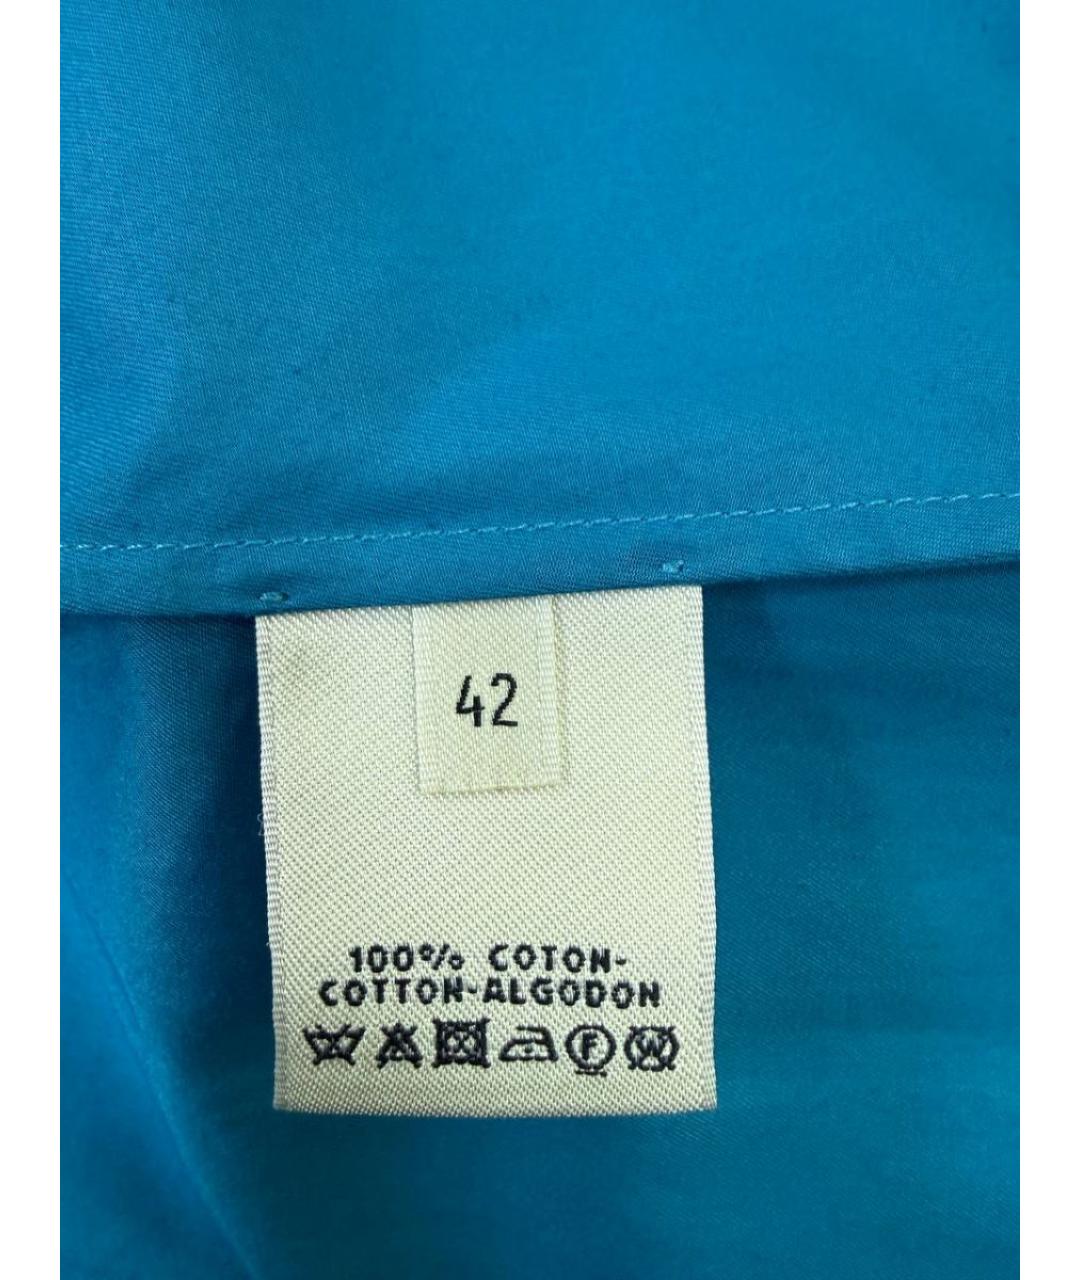 42
100% COTON-
COTTON-ALGODON
F W